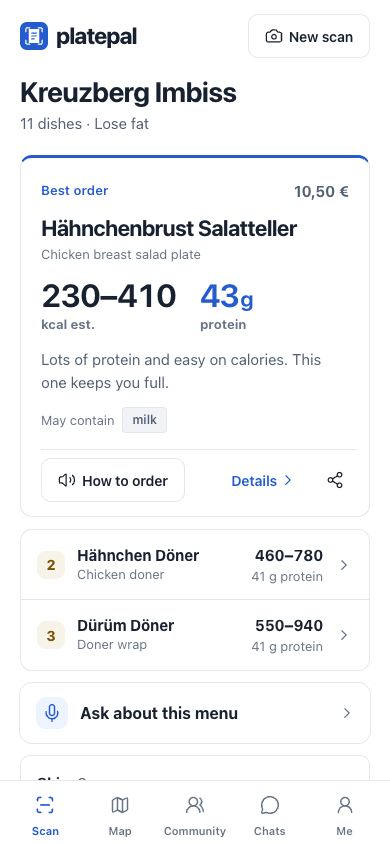 platepal
New scan
Kreuzberg Imbiss
11 dishes · Lose fat
Best order
10,50 €
Hähnchenbrust Salatteller
Chicken breast salad plate
230–410
43g
kcal est.
protein
Lots of protein and easy on calories. This
one keeps you full.
May contain milk
How to order
Details
2
Hähnchen Döner
460–780
Chicken doner
41 g protein
3
Dürüm Döner
550–940
Doner wrap
41 g protein
Ask about this menu
Scan
Map
Community
Chats
Me